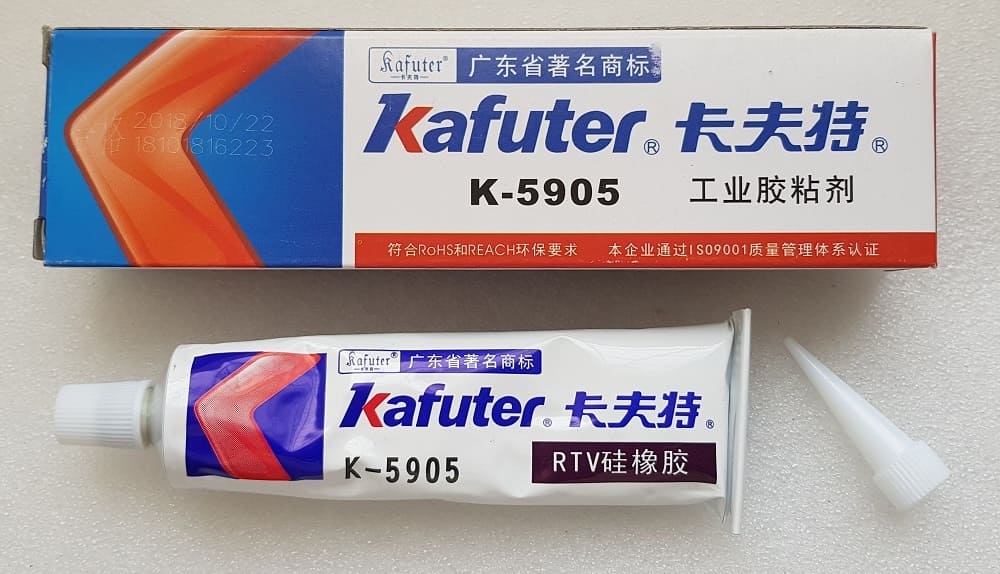 Kafuter®
卡夫特
广东省著名商标
Kafuter® 卡夫特®
K-5905 工业胶粘剂
2018/10/22
18101816223
符合RoHS和REACH环保要求 本企业通过ISO9001质量管理体系认证
Kafuter®
卡夫特
广东省著名商标
Kafuter® 卡夫特®
K-5905 RTV硅橡胶